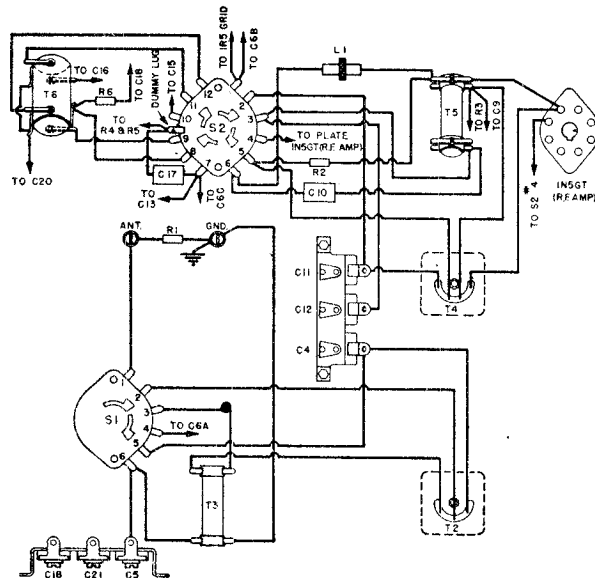 TO 1R5 GRID
TO C6B
TO C16
TO C18
DUMMY LUG
TO C15
L1
T6
R6
12
11
10
9
8
7
6
5
4
3
2
S2
TO R4 & R5
TO PLATE
1N5GT(R.F. AMP)
R2
T5
TO R3
TO C9
1N5GT
(R.F. AMP)
TO S2 #4
TO C20
C17
TO C13
TO C6C
C10
ANT.
R1
GND.
C11
C12
C4
T4
1
2
3
4
5
6
S1
TO C6A
T3
T2
C18
C21
C5